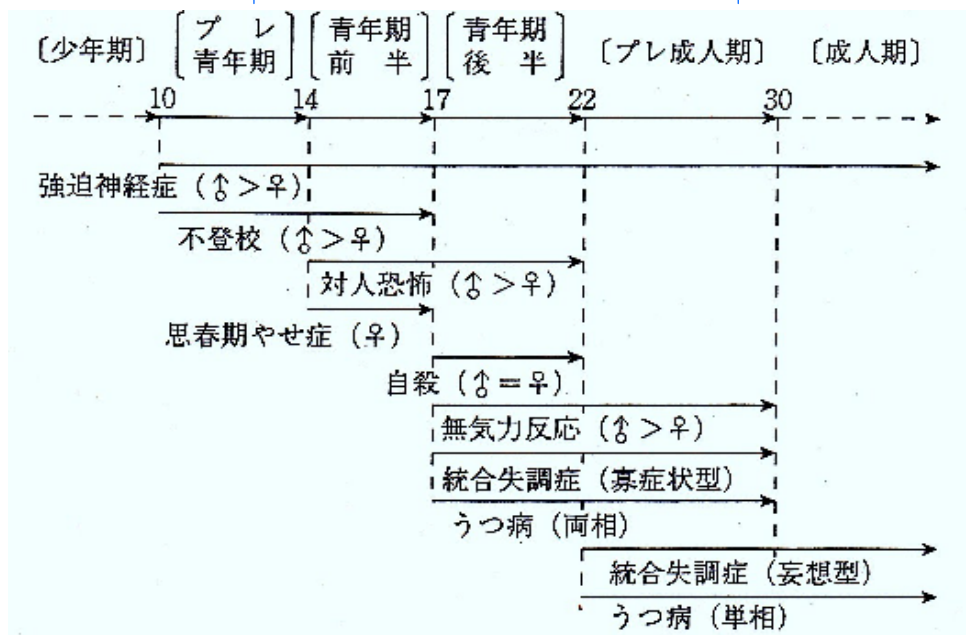 〔少年期〕 〔プレ青年期〕 〔青年期前半〕 〔青年期後半〕 〔プレ成人期〕 〔成人期〕
10 14 17 22 30
強迫神経症(♂>♀)
不登校(♂>♀)
対人恐怖(♂>♀)
思春期やせ症(♀)
自殺(♂=♀)
無気力反応(♂>♀)
統合失調症(寡症状型)
うつ病(両相)
統合失調症(妄想型)
うつ病(単相)